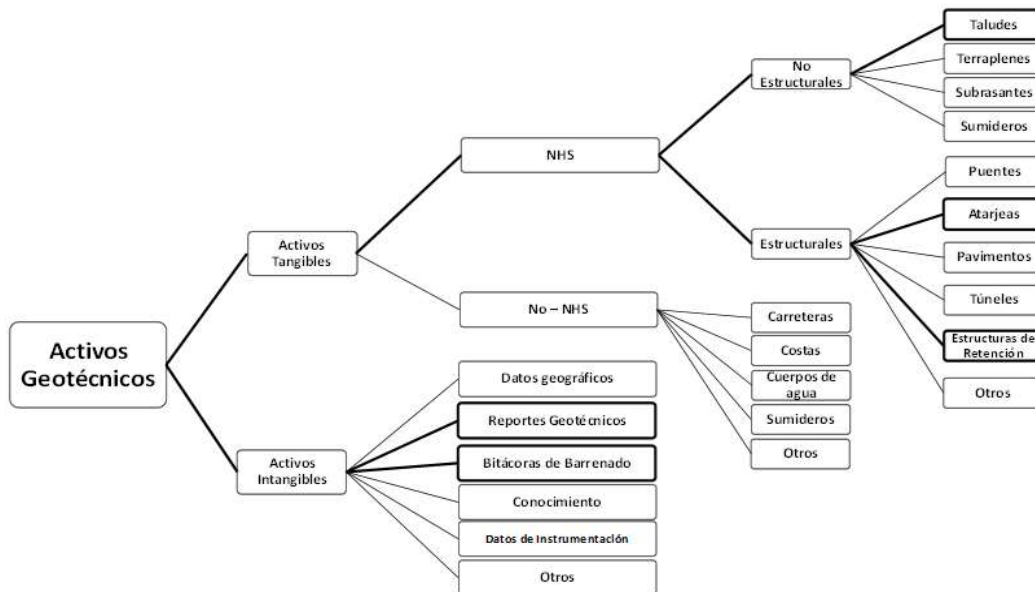 Activos
Geotécnicos
Activos
Tangibles
NHS
No
Estructurales
Taludes
Terraplenes
Subrasantes
Sumideros
Estructurales
Puentes
Atarjeas
Pavimentos
Túneles
Estructuras de
Retención
Otros
No – NHS
Carreteras
Costas
Cuerpos de
agua
Sumideros
Otros
Activos
Intangibles
Datos geográficos
Reportes Geotécnicos
Bitácoras de Barrenado
Conocimiento
Datos de Instrumentación
Otros